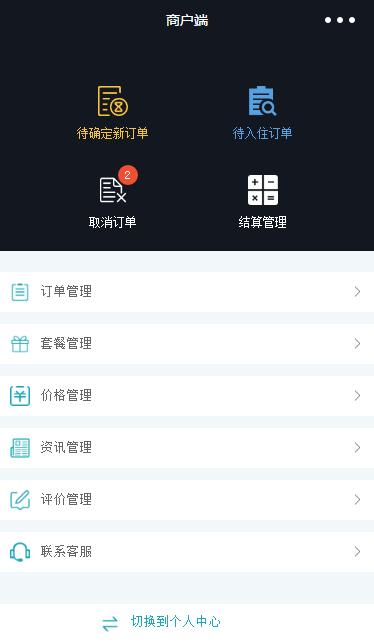 商户端
待确定新订单
待入住订单
2
取消订单
结算管理
订单管理
套餐管理
价格管理
资讯管理
评价管理
联系客服
切换到个人中心